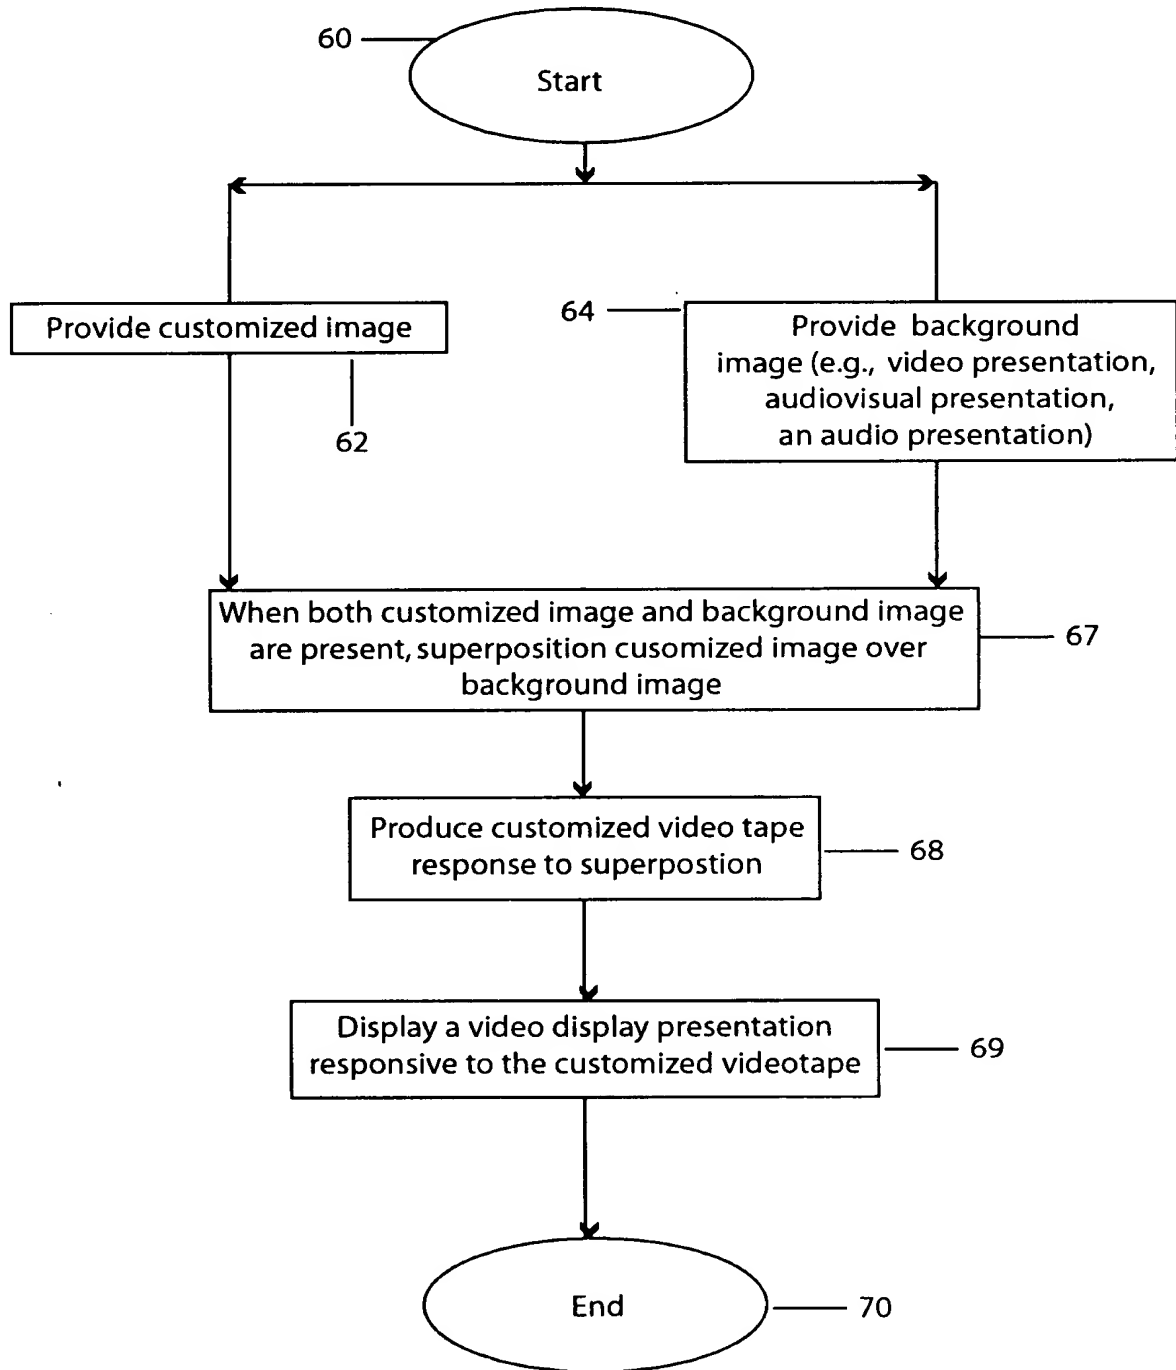 60
Start
Provide customized image
62
64
Provide background
image (e.g., video presentation,
audiovisual presentation,
an audio presentation)
When both customized image and background image
are present, superposition cusomized image over
background image
67
Produce customized video tape
response to superpostion
68
Display a video display presentation
responsive to the customized videotape
69
End
70